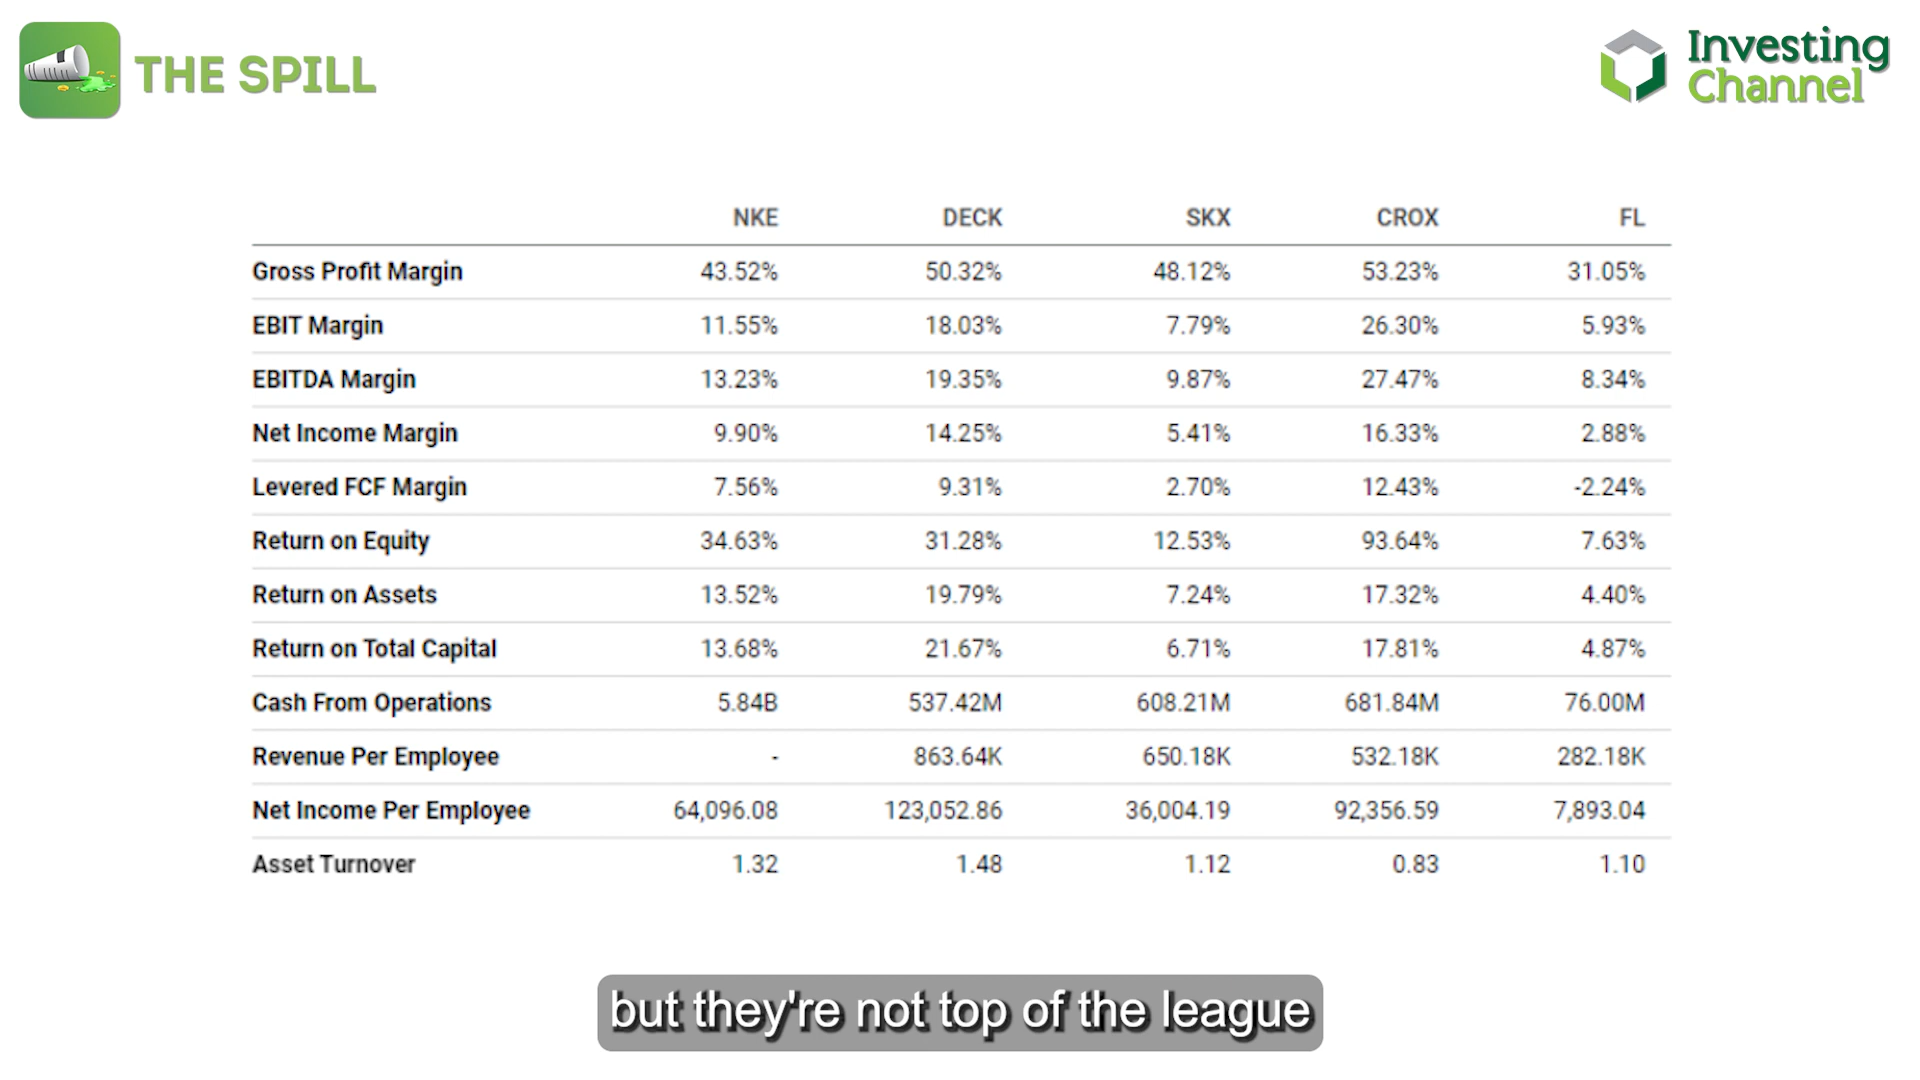 THE SPILL
Investing
Channel
NKE DECK SKX CROX FL
Gross Profit Margin 43.52% 50.32% 48.12% 53.23% 31.05%
EBIT Margin 11.55% 18.03% 7.79% 26.30% 5.93%
EBITDA Margin 13.23% 19.35% 9.87% 27.47% 8.34%
Net Income Margin 9.90% 14.25% 5.41% 16.33% 2.88%
Levered FCF Margin 7.56% 9.31% 2.70% 12.43% -2.24%
Return on Equity 34.63% 31.28% 12.53% 93.64% 7.63%
Return on Assets 13.52% 19.79% 7.24% 17.32% 4.40%
Return on Total Capital 13.68% 21.67% 6.71% 17.81% 4.87%
Cash From Operations 5.84B 537.42M 608.21M 681.84M 76.00M
Revenue Per Employee - 863.64K 650.18K 532.18K 282.18K
Net Income Per Employee 64,096.08 123,052.86 36,004.19 92,356.59 7,893.04
Asset Turnover 1.32 1.48 1.12 0.83 1.10
but they're not top of the league